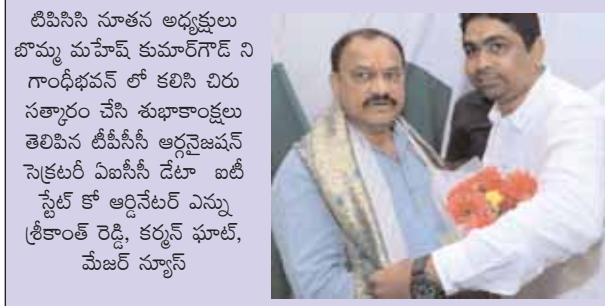 టిపిసిసి నూతన అధ్యక్షులు
బొమ్మ మహేష్ కుమార్‌గౌడ్ ని
గాంధీభవన్ లో కలిసి చిరు
సత్కారం చేసి శుభాకాంక్షలు
తెలిపిన టీపీసీసీ ఆర్గనైజషన్
సెక్రటరీ ఏఐసీసీ డేటా ఐటీ
స్టేట్ కో ఆర్డినేటర్ ఎన్ను
శ్రీకాంత్ రెడ్డి, కర్మన్ ఘాట్,
మేజర్ న్యూస్